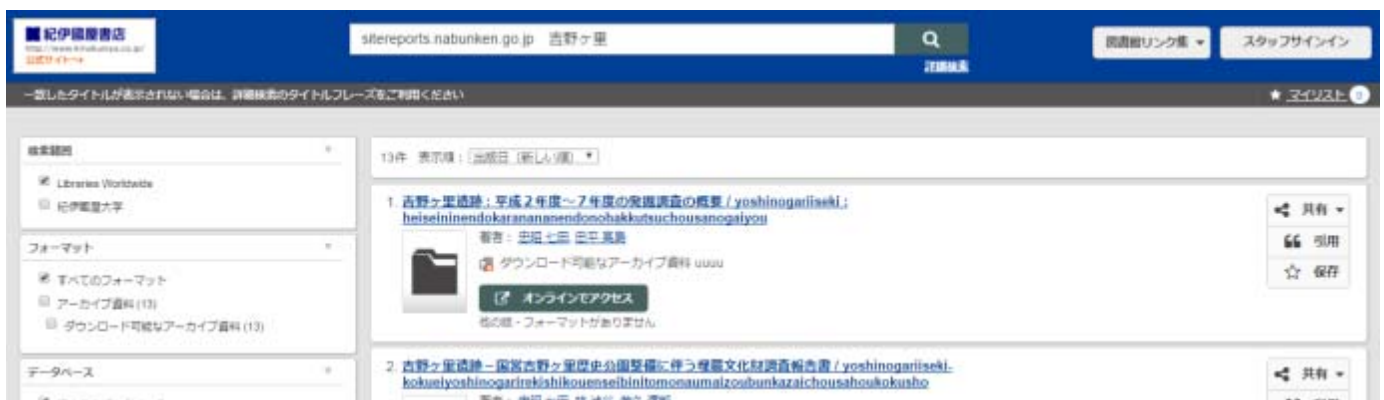 紀伊國屋書店
公式サイトへ→
sitereports.nabunken.go.jp 吉野ヶ里
詳細検索
図書館リンク集
スタッフサインイン
一致したタイトルが表示されない場合は、詳細検索のタイトルフレーズをご利用ください
★ マイリスト 0
検索範囲
Libraries Worldwide
紀伊國屋大学
フォーマット
すべてのフォーマット
アーカイブ資料 (13)
ダウンロード可能なアーカイブ資料 (13)
データベース
13件 表示順: 出版日（新しい順）
1. 吉野ヶ里遺跡 : 平成２年度～７年度の発掘調査の概要 / yoshinogariiseki :
heiseininendokaranananendonohakkutsuchousanogaiyou
著者:
ダウンロード可能なアーカイブ資料 uuuu
オンラインでアクセス
他の版・フォーマットがありません
共有
引用
保存
2. 吉野ヶ里遺跡－国営吉野ヶ里歴史公園整備に伴う埋蔵文化財調査報告書 / yoshinogariiseki-
kokueiyoshinogarirekishikouenseibinitomonaumaizoubunkazaichousahoukokusho
共有